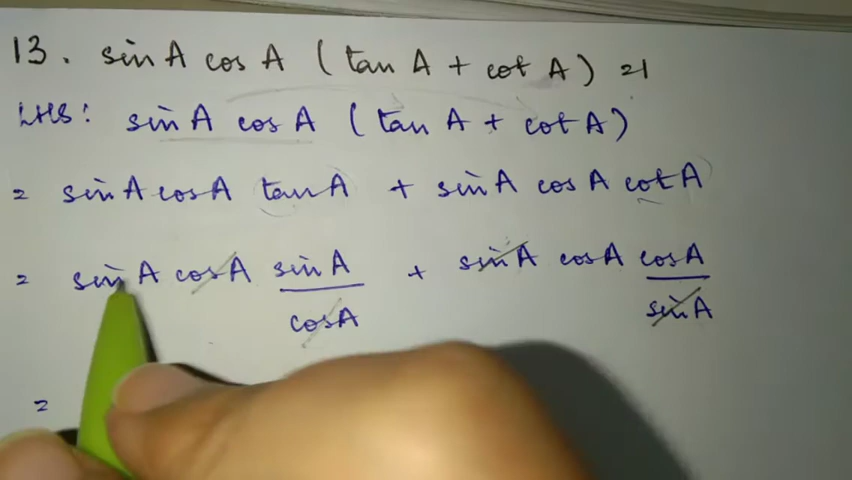 13. sin A cos A (tan A + cot A) = 1
LHS: sin A cos A (tan A + cot A)
= sin A cos A tan A + sin A cos A cot A
= sin A cos A sin A / cos A + sin A cos A cos A / sin A
=